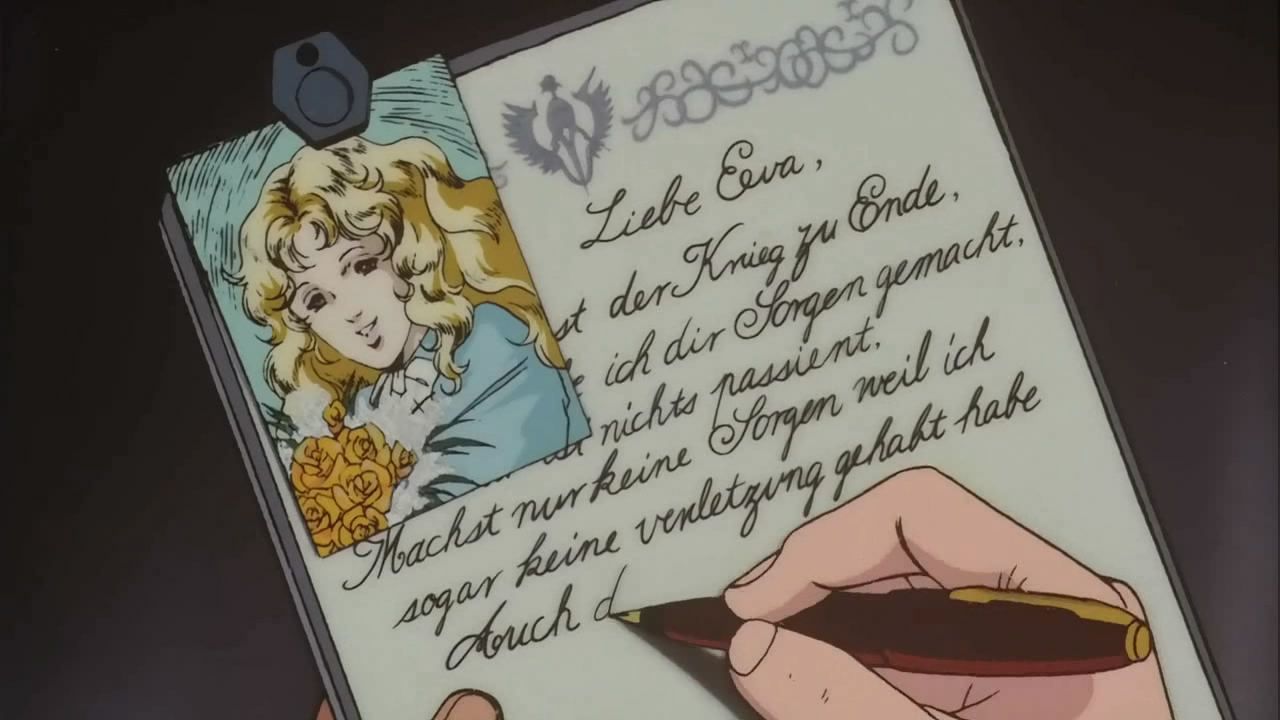 Liebe Eeva,
st der Krieg zu Ende,
ich dir Sorgen gemacht,
nichts passient.
Machst nur keine Sorgen weil ich
sogar keine verletzung gehabt habe
Auch d